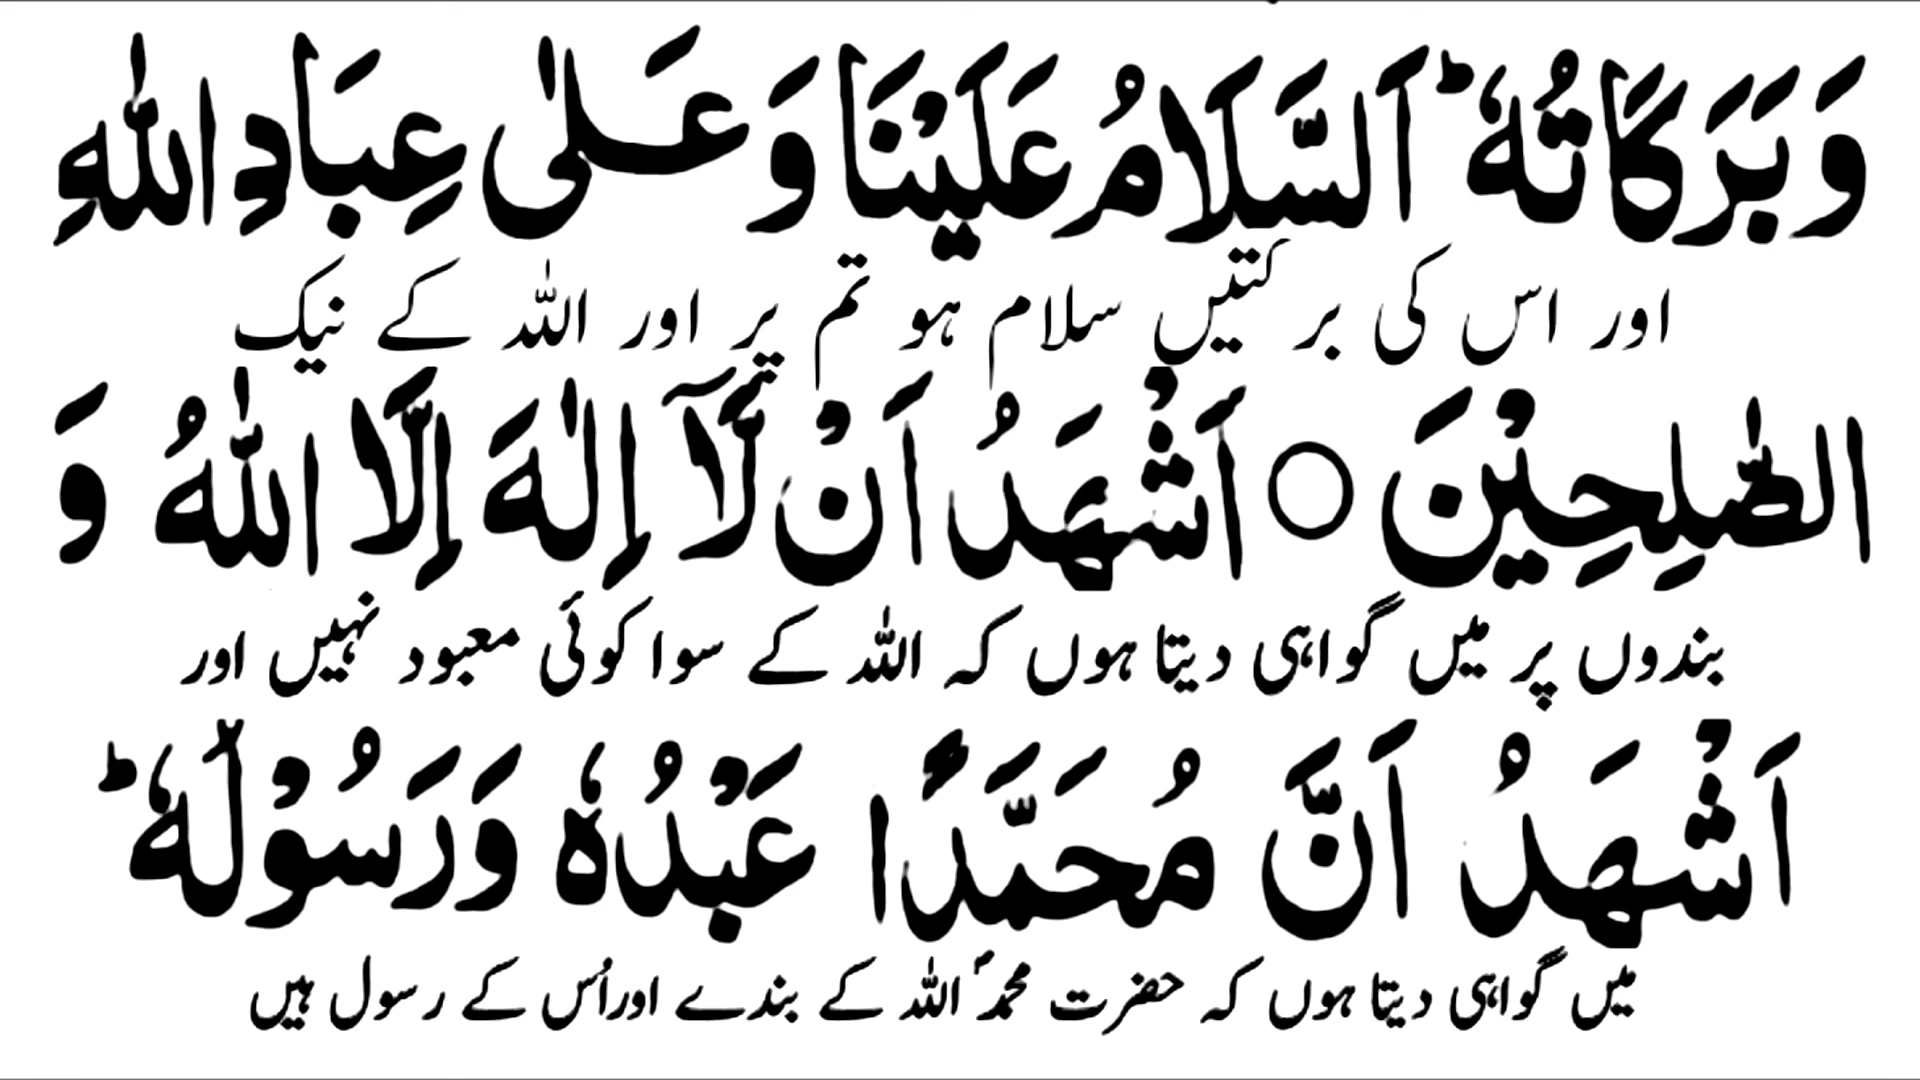 وَبَرَكَاتُهٗ ؕ اَلسَّلَامُ عَلَيْنَا وَعَلٰى عِبَادِ اللّٰهِ
اور اس کی برکتیں سلام ہو تم پر اور اللہ کے نیک
الصّٰلِحِيْنَ ○ اَشْهَدُ اَنْ لَّآ اِلٰهَ اِلَّا اللّٰهُ وَ
بندوں پر میں گواہی دیتا ہوں کہ اللہ کے سوا کوئی معبود نہیں اور
اَشْهَدُ اَنَّ مُحَمَّدًا عَبْدُهٗ وَرَسُوْلُهٗ ؕ
میں گواہی دیتا ہوں کہ حضرت محمدؐ اللہ کے بندے اور اُس کے رسول ہیں